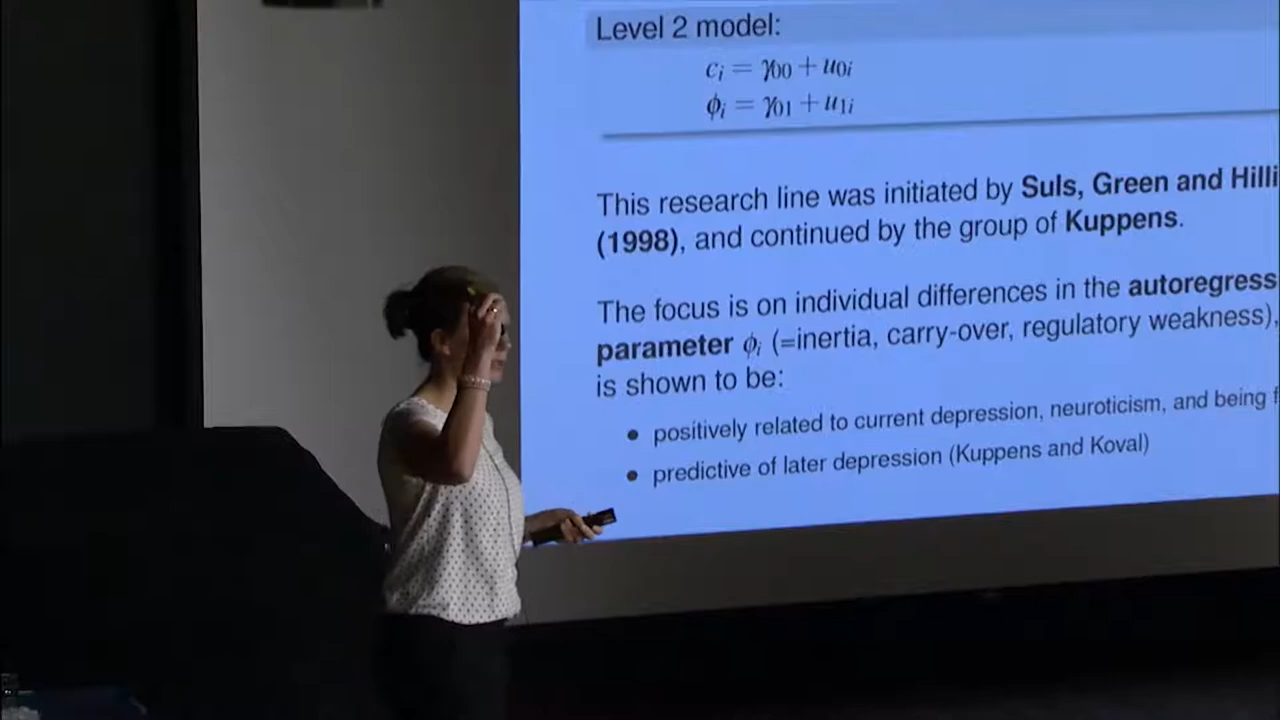 Level 2 model:
cᵢ = γ₀₀ + u₀ᵢ
ϕᵢ = γ₀₁ + u₁ᵢ
This research line was initiated by Suls, Green and Hilli
(1998), and continued by the group of Kuppens.
The focus is on individual differences in the autoregress
parameter ϕᵢ (=inertia, carry-over, regulatory weakness),
is shown to be:
• positively related to current depression, neuroticism, and being f
• predictive of later depression (Kuppens and Koval)